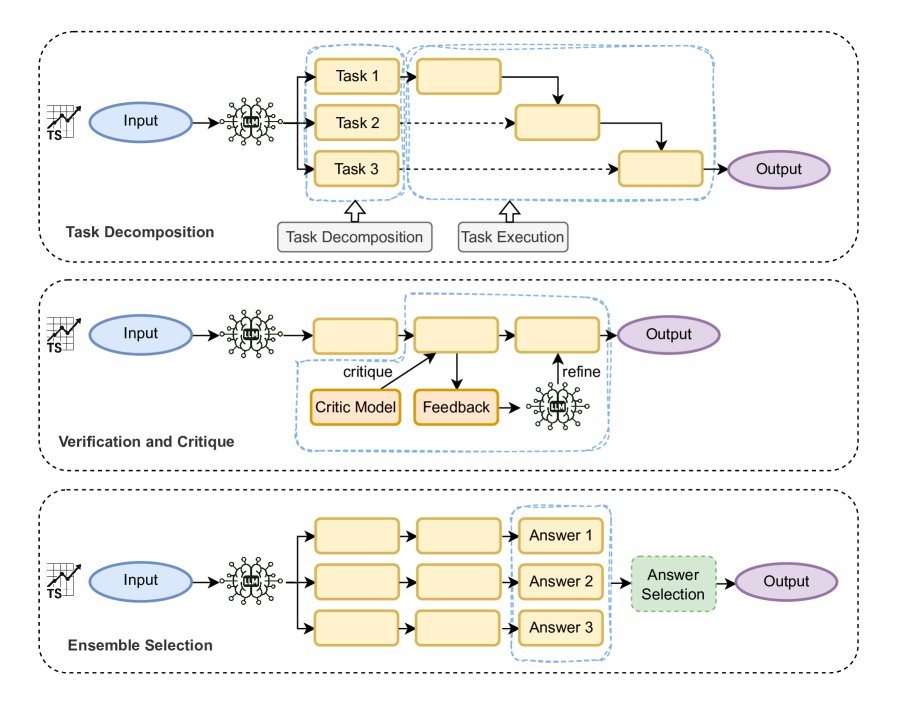 Task 1
TS
Input
LLM
Task 2
Task 3
Output
Task Decomposition
Task Execution
Task Decomposition
TS
Input
LLM
Output
critique
refine
Critic Model
Feedback
LLM
Verification and Critique
Answer 1
TS
Input
LLM
Answer 2
Answer
Selection
Output
Answer 3
Ensemble Selection